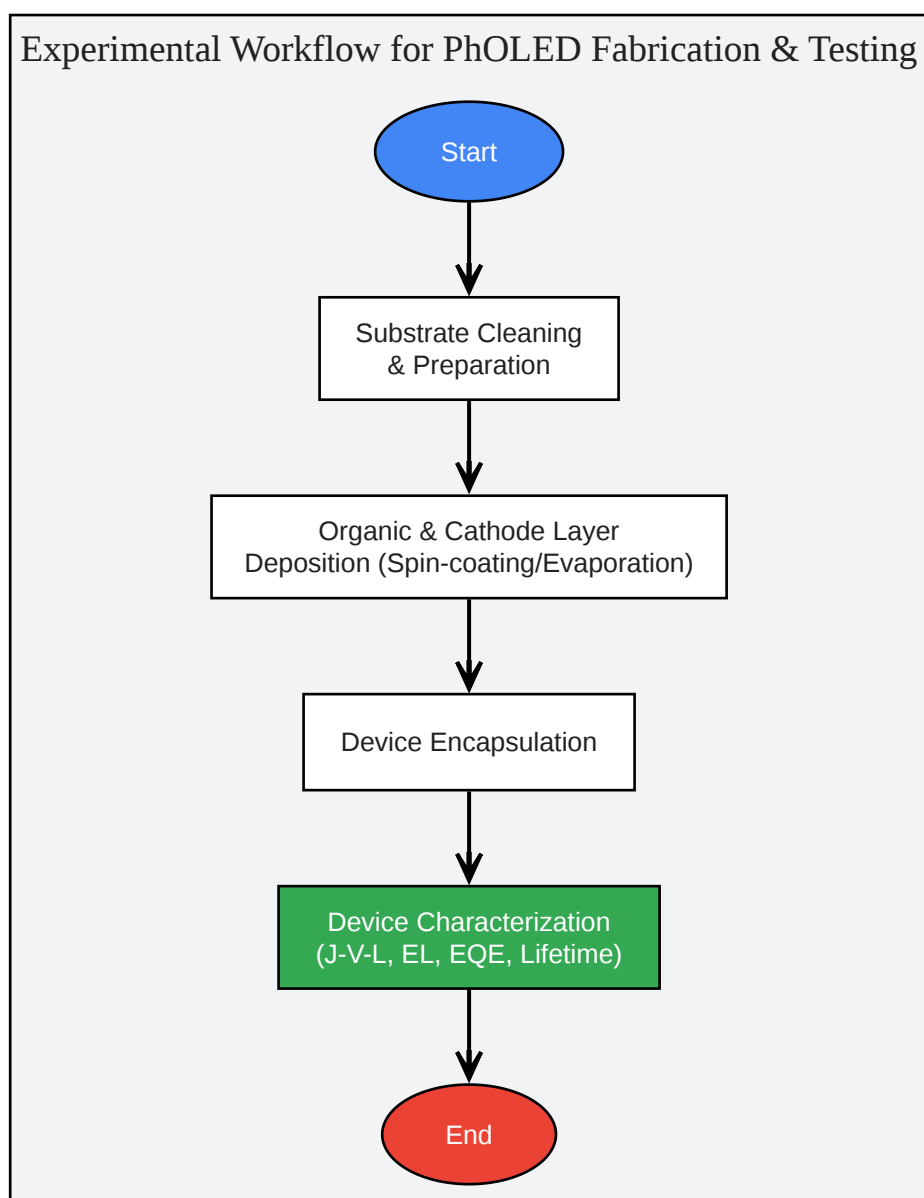 Experimental Workflow for PhOLED Fabrication & Testing
Start
Substrate Cleaning
& Preparation
Organic & Cathode Layer
Deposition (Spin-coating/Evaporation)
Device Encapsulation
Device Characterization
(J-V-L, EL, EQE, Lifetime)
End